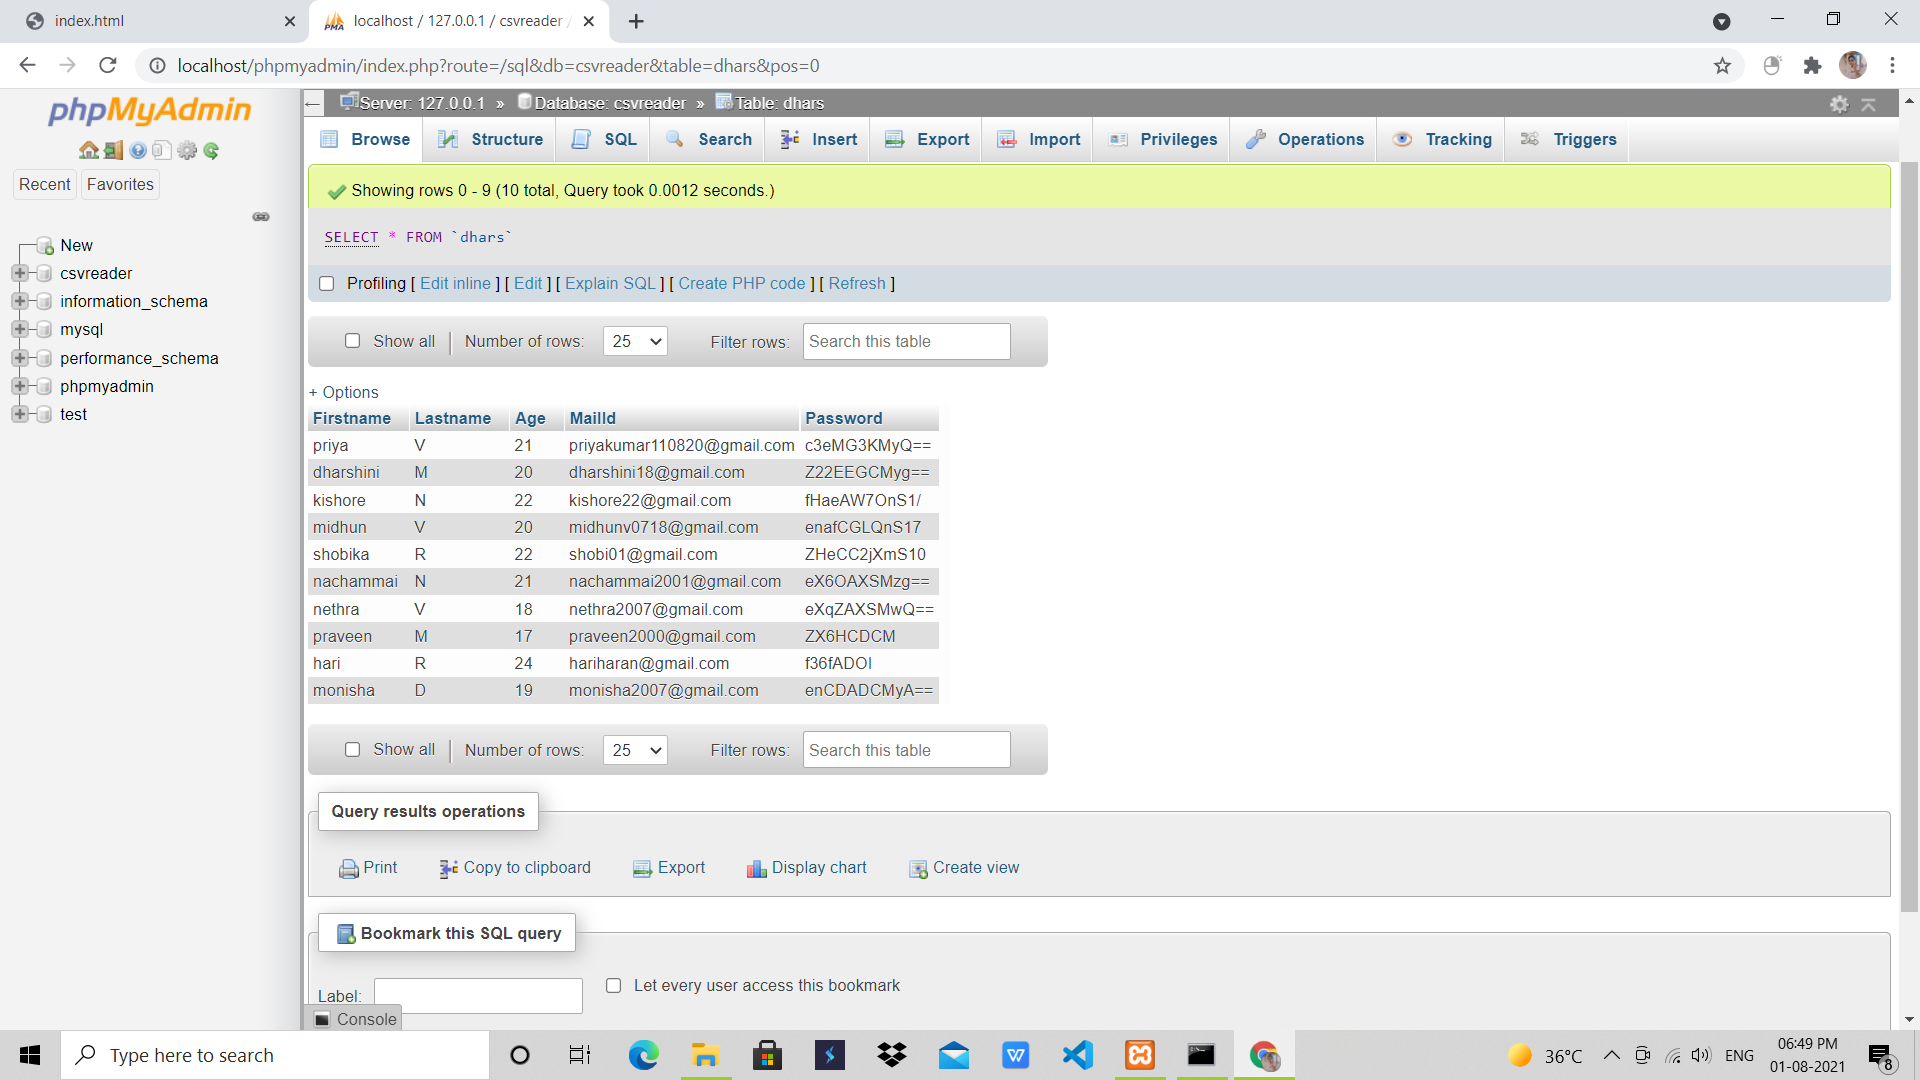 index.html
localhost / 127.0.0.1 / csvreader /
localhost/phpmyadmin/index.php?route=/sql&db=csvreader&table=dhars&pos=0
phpMyAdmin
Recent Favorites
New
csvreader
information_schema
mysql
performance_schema
phpmyadmin
test
Server: 127.0.0.1 » Database: csvreader » Table: dhars
Browse Structure SQL Search Insert Export Import Privileges Operations Tracking Triggers
Showing rows 0 - 9 (10 total, Query took 0.0012 seconds.)
SELECT * FROM `dhars`
Profiling [ Edit inline ] [ Edit ] [ Explain SQL ] [ Create PHP code ] [ Refresh ]
Show all Number of rows: 25 Filter rows: Search this table
+ Options
Firstname Lastname Age MailId Password
priya V 21 priyakumar110820@gmail.com c3eMG3KMyQ==
dharshini M 20 dharshini18@gmail.com Z22EEGCMyg==
kishore N 22 kishore22@gmail.com fHaeAW7OnS1/
midhun V 20 midhunv0718@gmail.com enafCGLQnS17
shobika R 22 shobi01@gmail.com ZHeCC2jXmS10
nachammai N 21 nachammai2001@gmail.com eX6OAXSMzg==
nethra V 18 nethra2007@gmail.com eXqZAXSMwQ==
praveen M 17 praveen2000@gmail.com ZX6HCDCM
hari R 24 hariharan@gmail.com f36fADOI
monisha D 19 monisha2007@gmail.com enCDADCMyA==
Show all Number of rows: 25 Filter rows: Search this table
Query results operations
Print Copy to clipboard Export Display chart Create view
Bookmark this SQL query
Label: Let every user access this bookmark
Console
Type here to search
36°C ENG
06:49 PM
01-08-2021
8